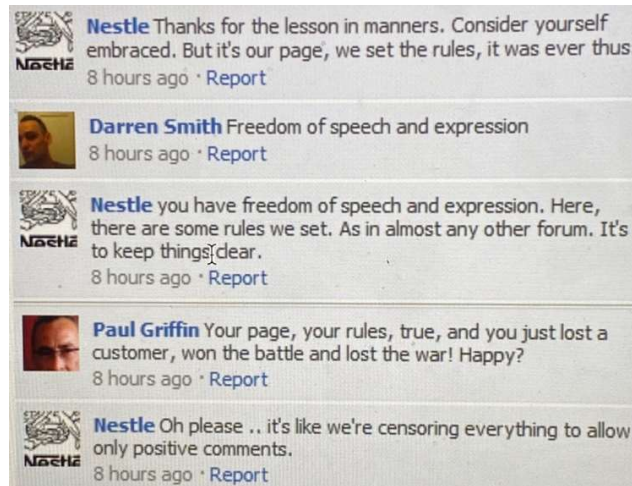 Nestle Thanks for the lesson in manners. Consider yourself
embraced. But it's our page, we set the rules, it was ever thus
Nestlé
8 hours ago · Report
Darren Smith Freedom of speech and expression
8 hours ago · Report
Nestle you have freedom of speech and expression. Here,
there are some rules we set. As in almost any other forum. It's
Nestlé
to keep things clear.
8 hours ago · Report
Paul Griffin Your page, your rules, true, and you just lost a
customer, won the battle and lost the war! Happy?
8 hours ago · Report
Nestle Oh please .. it's like we're censoring everything to allow
only positive comments.
Nestlé
8 hours ago · Report